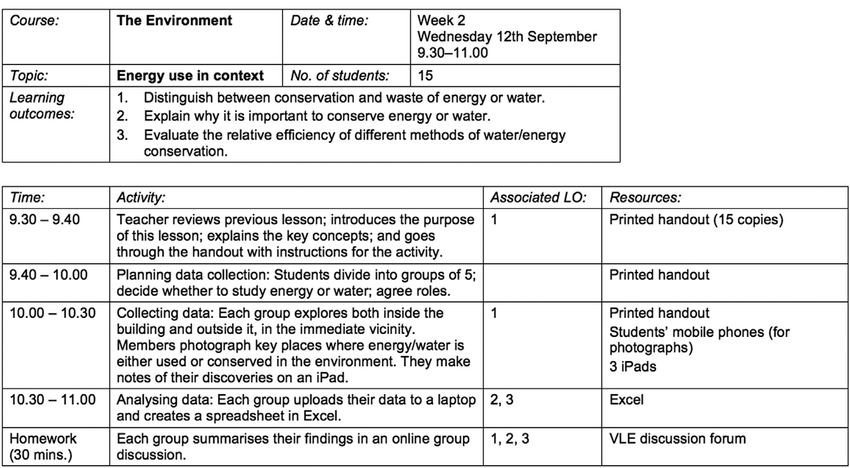 Course: The Environment Date & time: Week 2
Wednesday 12th September
9.30–11.00
Topic: Energy use in context No. of students: 15
Learning outcomes: 1. Distinguish between conservation and waste of energy or water.
2. Explain why it is important to conserve energy or water.
3. Evaluate the relative efficiency of different methods of water/energy
conservation.
Time: Activity: Associated LO: Resources:
9.30 – 9.40 Teacher reviews previous lesson; introduces the purpose 1 Printed handout (15 copies)
of this lesson; explains the key concepts; and goes
through the handout with instructions for the activity.
9.40 – 10.00 Planning data collection: Students divide into groups of 5; Printed handout
decide whether to study energy or water; agree roles.
10.00 – 10.30 Collecting data: Each group explores both inside the 1 Printed handout
building and outside it, in the immediate vicinity. Students' mobile phones (for
Members photograph key places where energy/water is photographs)
either used or conserved in the environment. They make 3 iPads
notes of their discoveries on an iPad.
10.30 – 11.00 Analysing data: Each group uploads their data to a laptop 2, 3 Excel
and creates a spreadsheet in Excel.
Homework Each group summarises their findings in an online group 1, 2, 3 VLE discussion forum
(30 mins.) discussion.